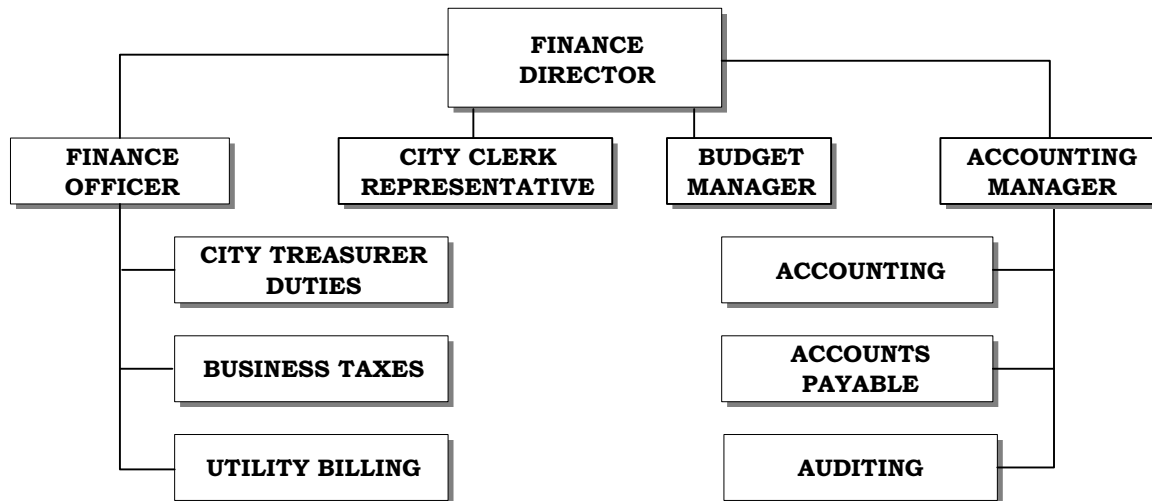 FINANCE
DIRECTOR
FINANCE
OFFICER
CITY CLERK
REPRESENTATIVE
BUDGET
MANAGER
ACCOUNTING
MANAGER
CITY TREASURER
DUTIES
ACCOUNTING
BUSINESS TAXES
ACCOUNTS
PAYABLE
UTILITY BILLING
AUDITING